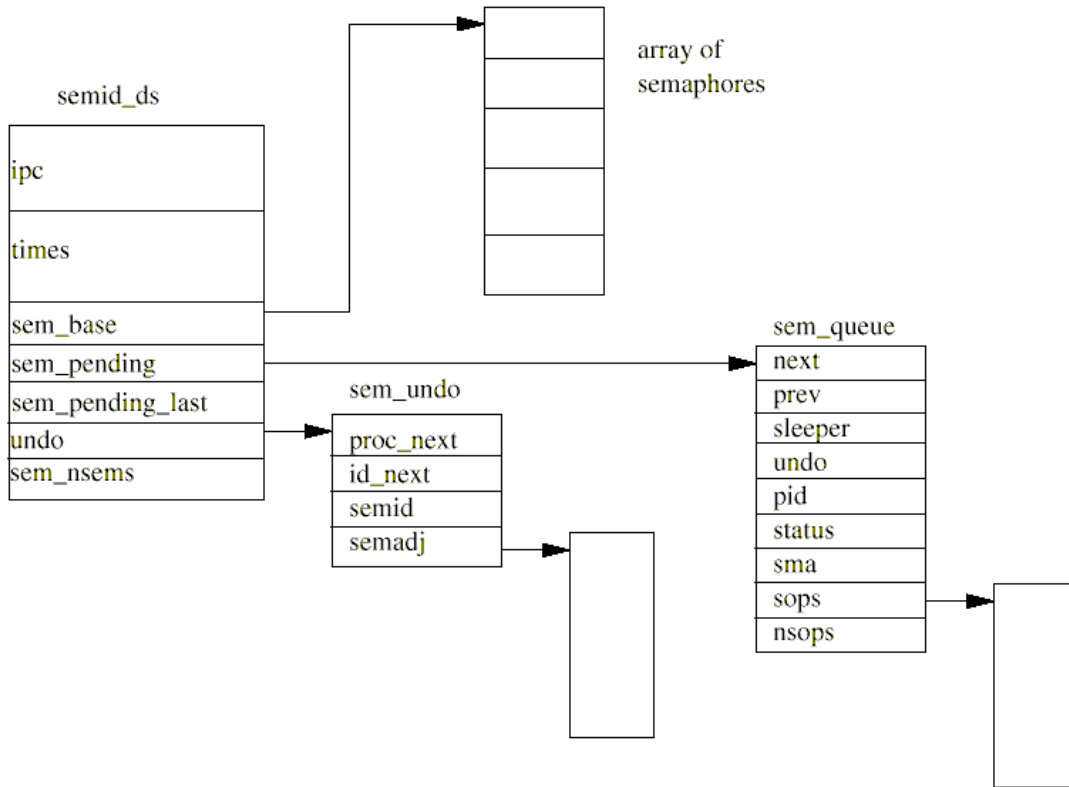 array of
semaphores
semid_ds
ipc
times
sem_base
sem_pending
sem_pending_last
undo
sem_nsems
sem_undo
proc_next
id_next
semid
semadj
sem_queue
next
prev
sleeper
undo
pid
status
sma
sops
nsops